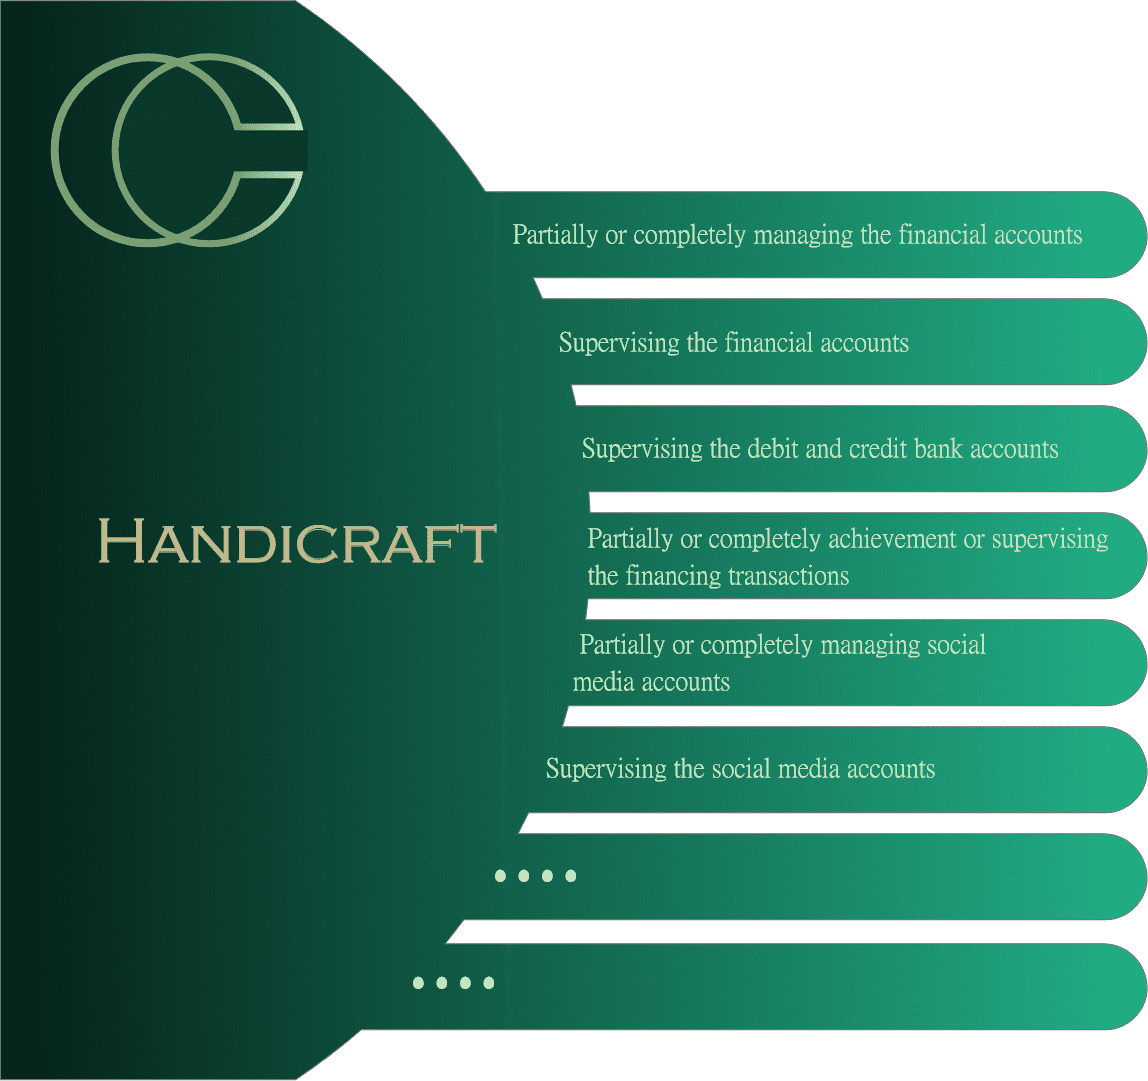 Partially or completely managing the financial accounts
Supervising the financial accounts
Supervising the debit and credit bank accounts
HANDICRAFT
Partially or completely achievement or supervising
the financing transactions
Partially or completely managing social
media accounts
Supervising the social media accounts
• • • •
• • • •